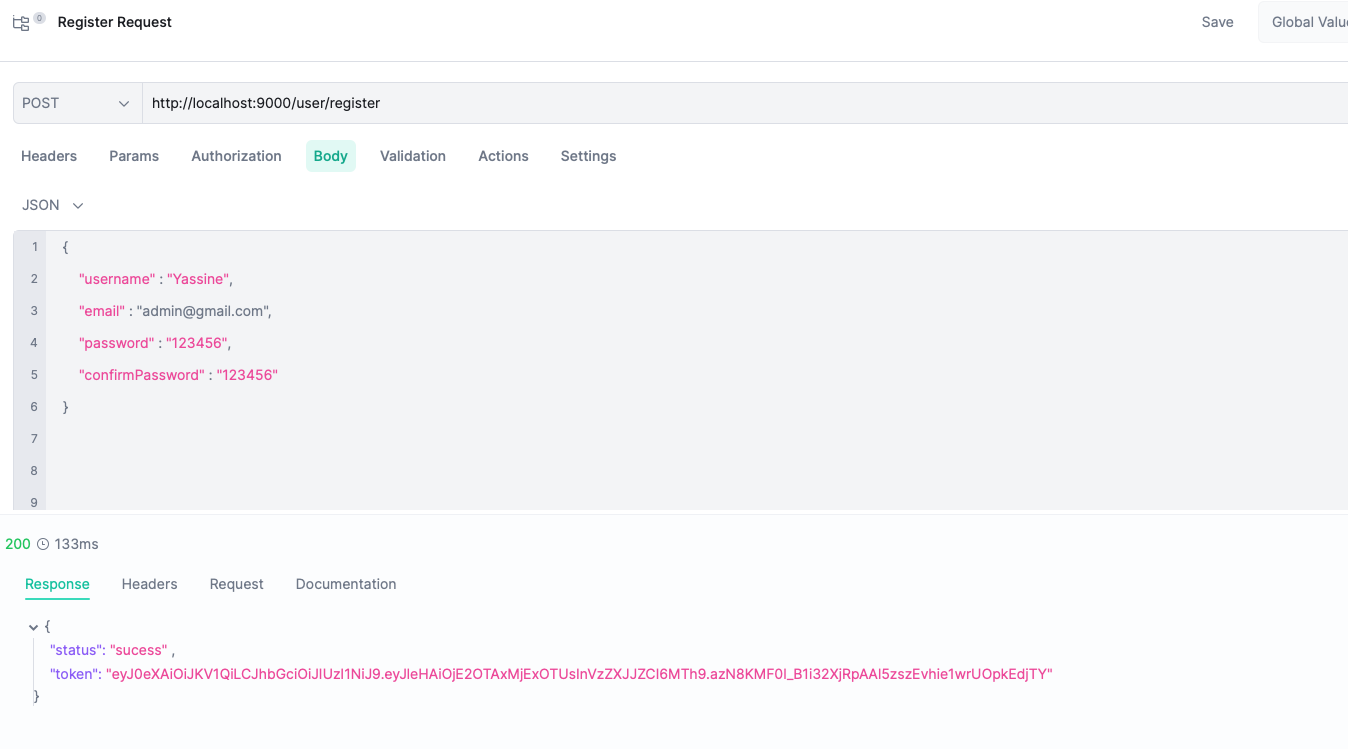 0 Register Request Save Global Valu
POST http://localhost:9000/user/register
Headers Params Authorization Body Validation Actions Settings
JSON
1 {
2 "username" : "Yassine",
3 "email" : "admin@gmail.com",
4 "password" : "123456",
5 "confirmPassword" : "123456"
6 }
7
8
9
200 133ms
Response Headers Request Documentation
{
"status": "sucess" ,
"token": "eyJ0eXAiOiJKV1QiLCJhbGciOiJIUzI1NiJ9.eyJleHAiOjE2OTAxMjExOTUsInVzZXJJZCI6MTh9.azN8KMF0l_B1i32XjRpAAl5zszEvhie1wrUOpkEdjTY"
}